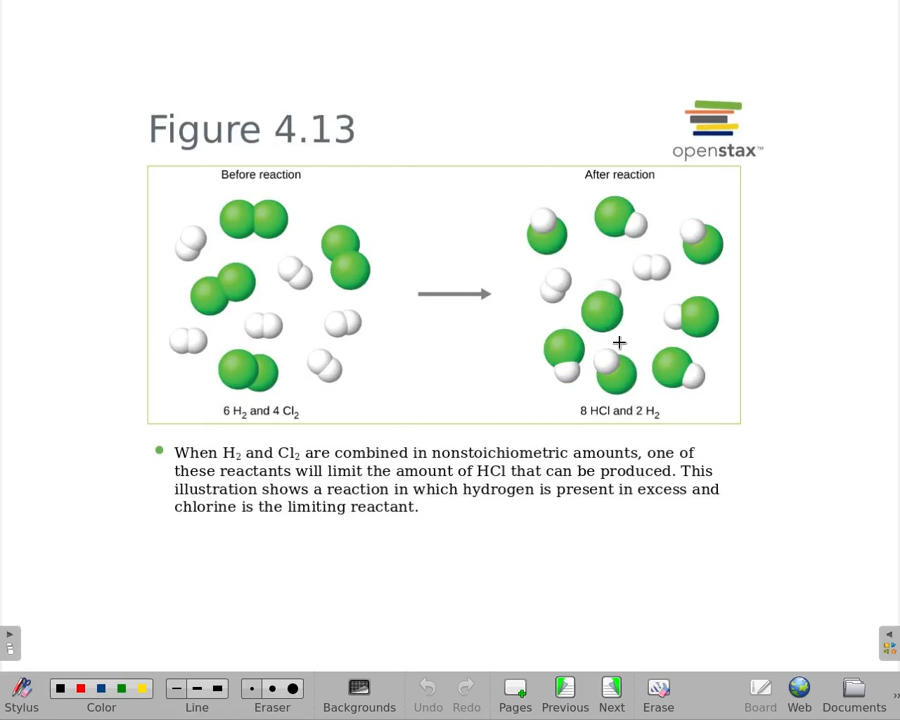 Figure 4.13
openstax™
Before reaction
After reaction
6 H₂ and 4 Cl₂
8 HCl and 2 H₂
When H₂ and Cl₂ are combined in nonstoichiometric amounts, one of
these reactants will limit the amount of HCl that can be produced. This
illustration shows a reaction in which hydrogen is present in excess and
chlorine is the limiting reactant.
Stylus
Color
Line
Eraser
Backgrounds
Undo
Redo
Pages
Previous
Next
Erase
Board
Web
Documents